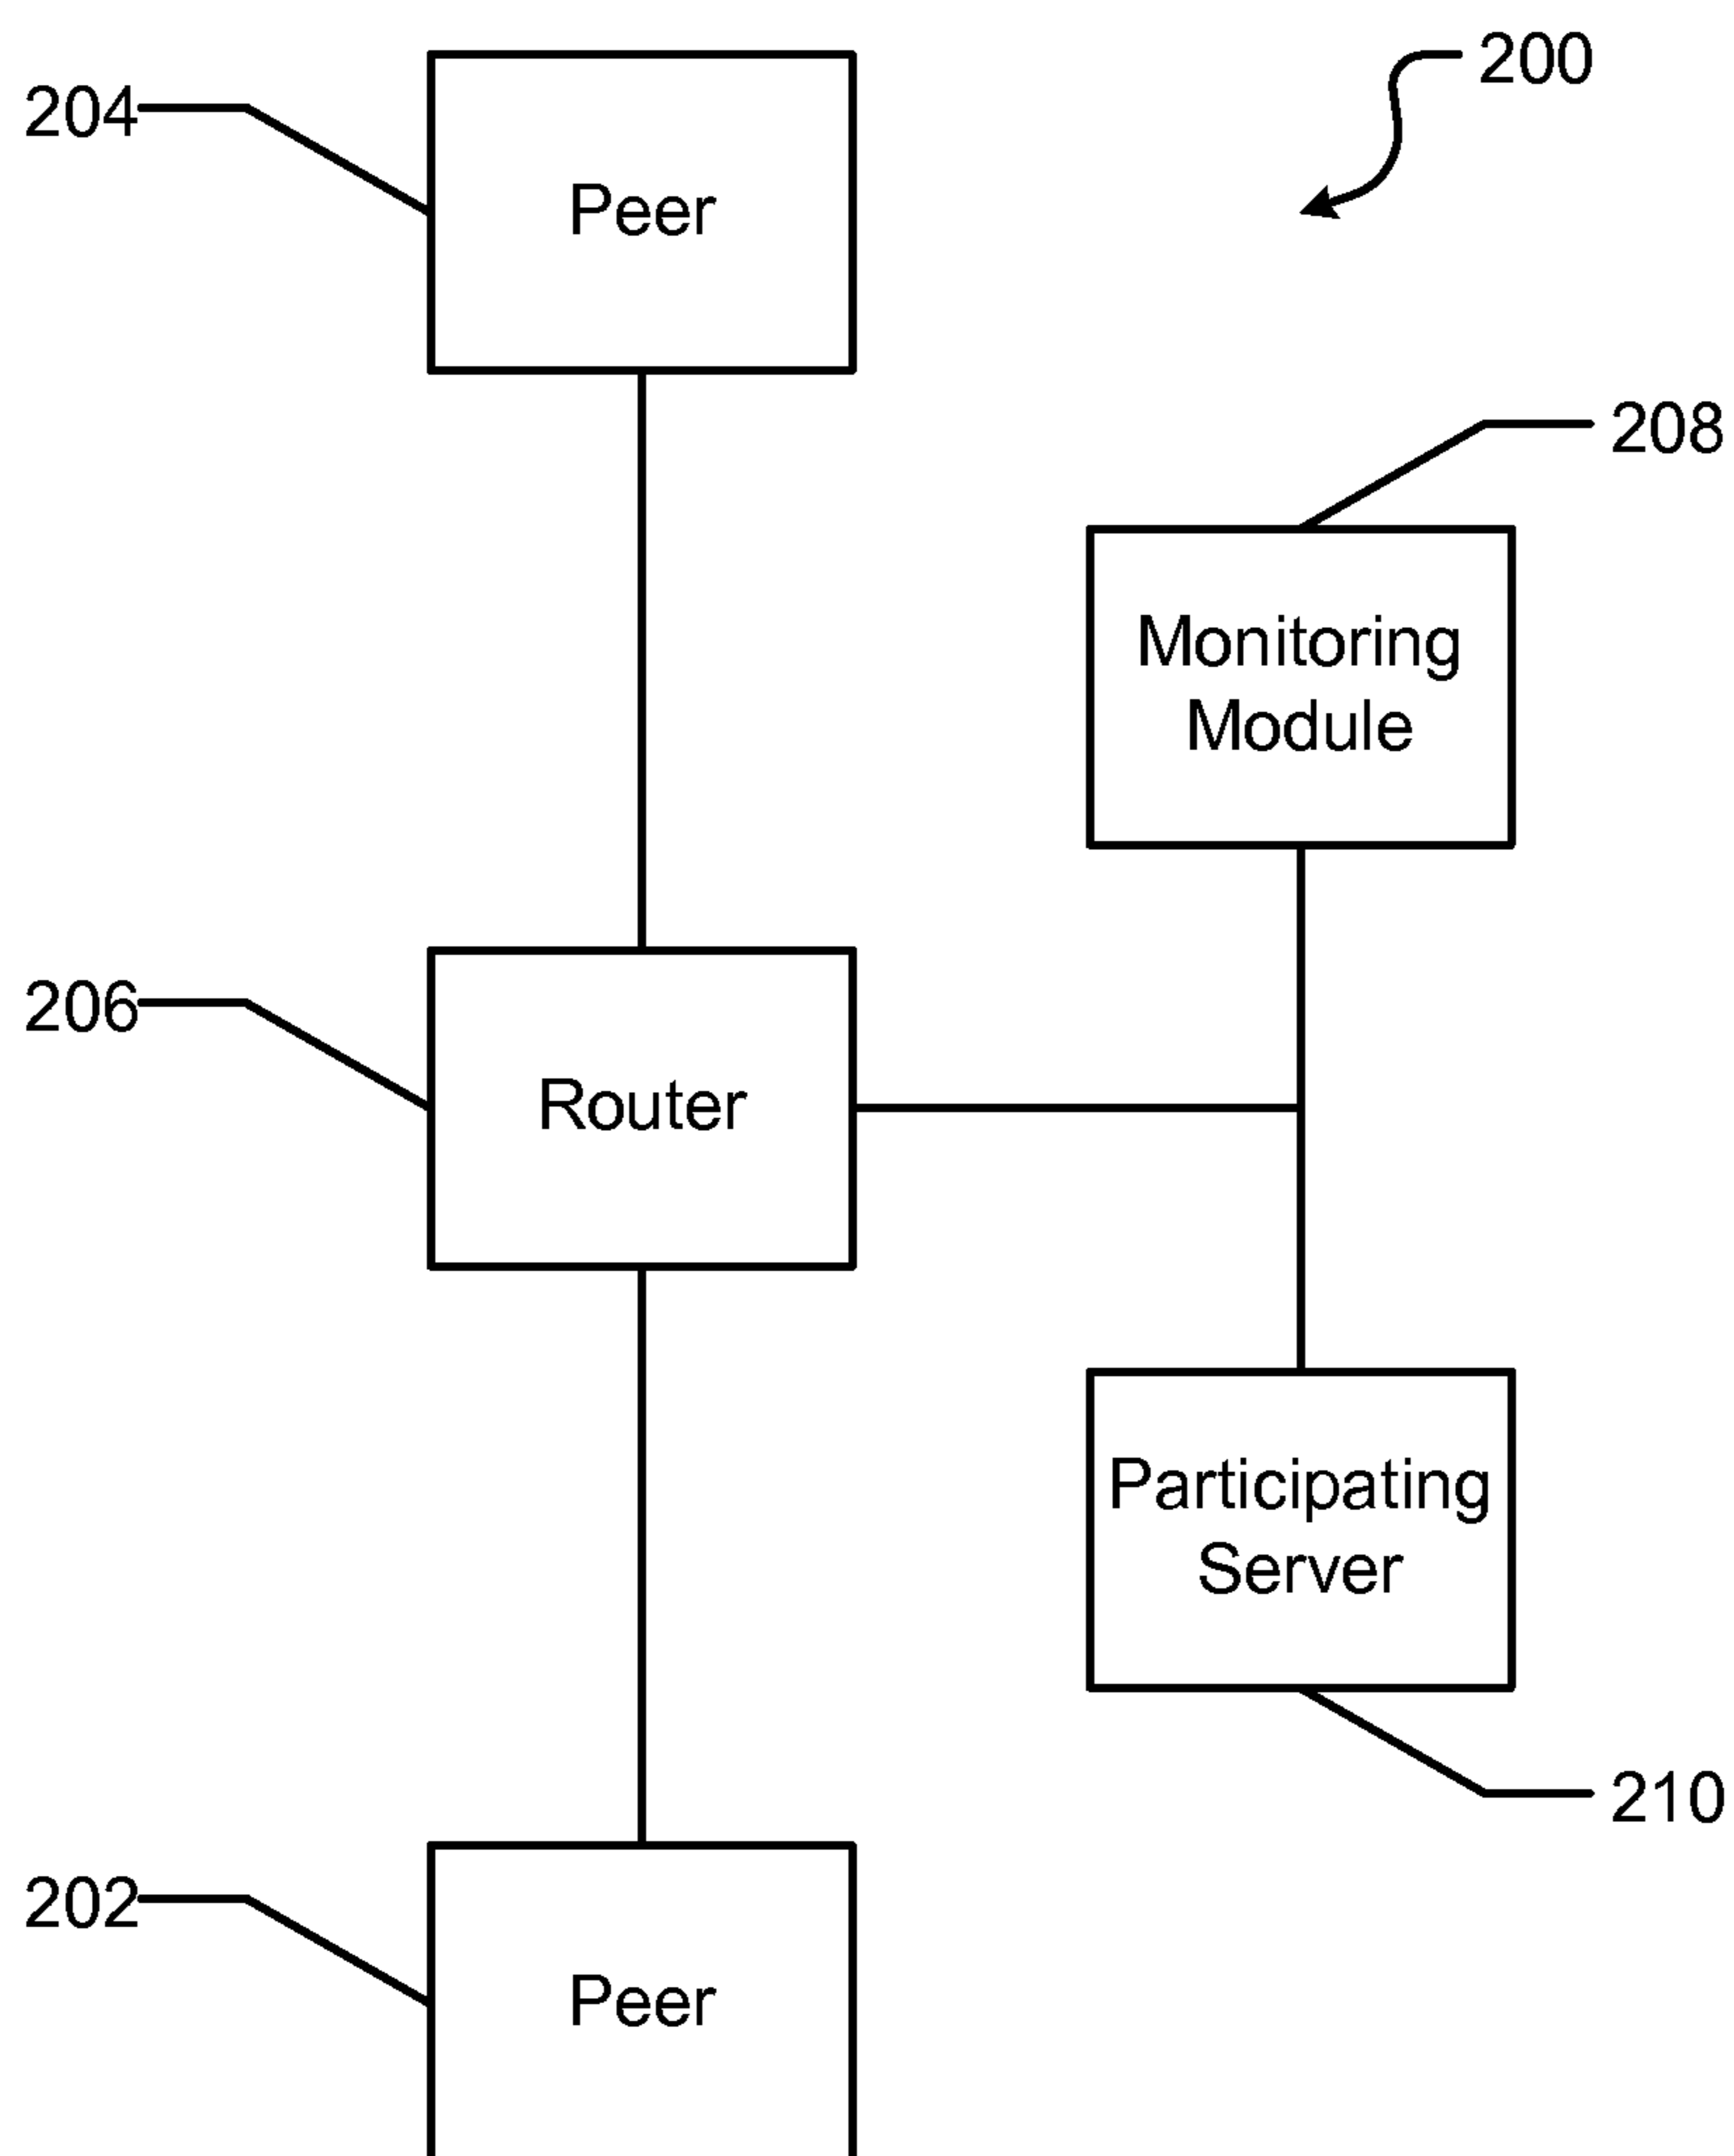 200
204
Peer
208
Monitoring
Module
206
Router
Participating
Server
210
202
Peer